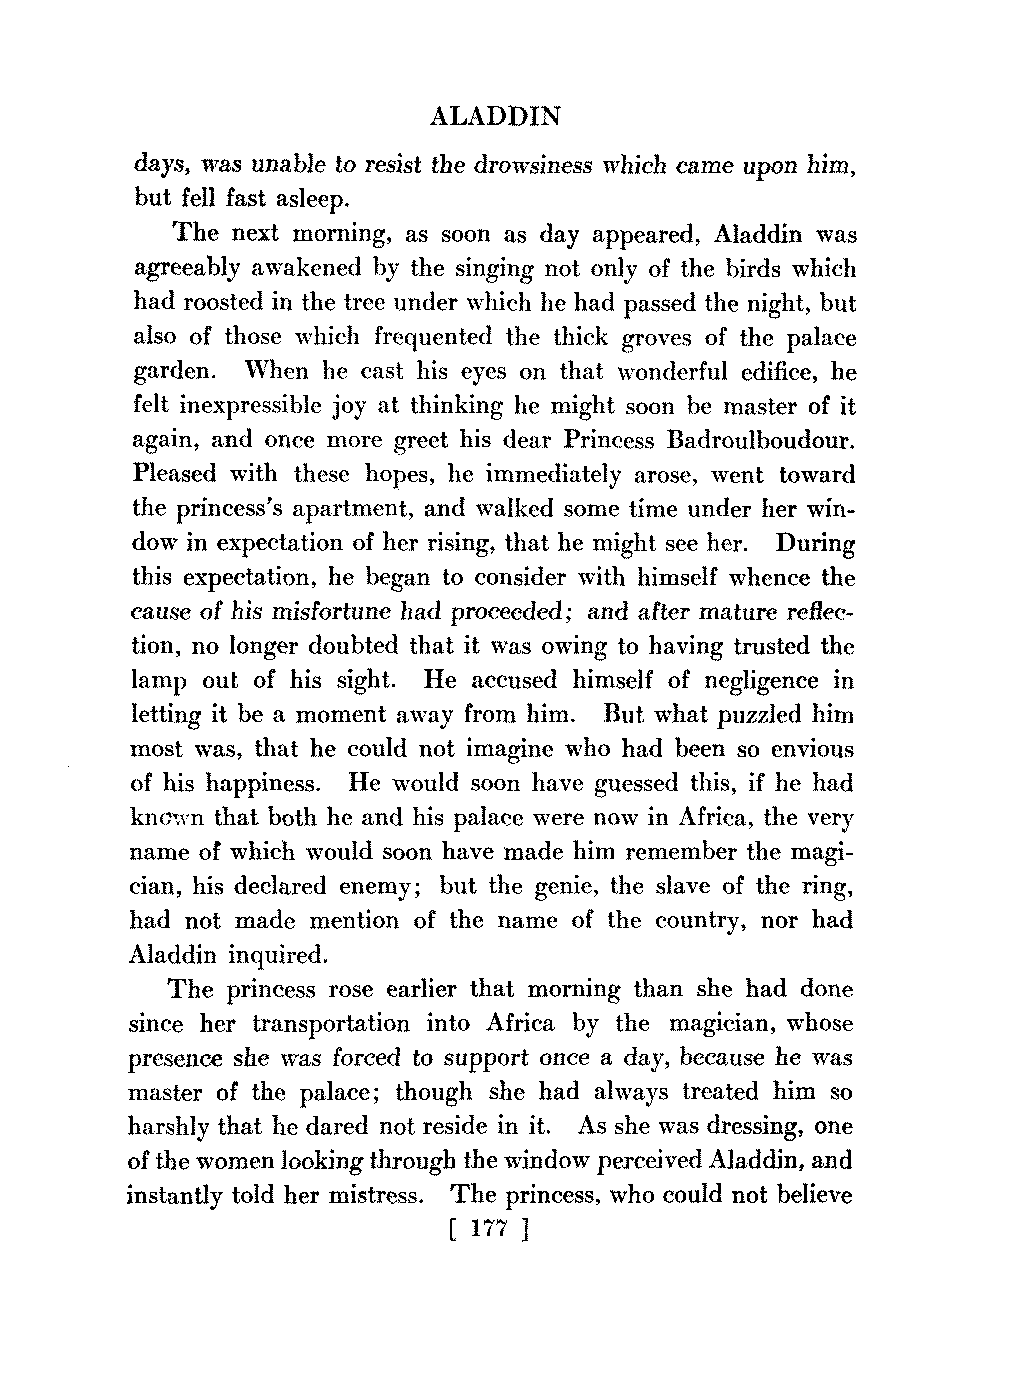 ALADDIN
days, was unable to resist the drowsiness which came upon him,
but fell fast asleep.
The next morning, as soon as day appeared, Aladdin was
agreeably awakened by the singing not only of the birds which
had roosted in the tree under which he had passed the night, but
also of those which frequented the thick groves of the palace
garden. When he cast his eyes on that wonderful edifice, he
felt inexpressible joy at thinking he might soon be master of it
again, and once more greet his dear Princess Badroulboudour.
Pleased with these hopes, he immediately arose, went toward
the princess's apartment, and walked some time under her win-
dow in expectation of her rising, that he might see her. During
this expectation, he began to consider with himself whence the
cause of his misfortune had proceeded; and after mature reflec-
tion, no longer doubted that it was owing to having trusted the
lamp out of his sight. He accused himself of negligence in
letting it be a moment away from him. But what puzzled him
most was, that he could not imagine who had been so envious
of his happiness. He would soon have guessed this, if he had
known that both he and his palace were now in Africa, the very
name of which would soon have made him remember the magi-
cian, his declared enemy; but the genie, the slave of the ring,
had not made mention of the name of the country, nor had
Aladdin inquired.
The princess rose earlier that morning than she had done
since her transportation into Africa by the magician, whose
presence she was forced to support once a day, because he was
master of the palace; though she had always treated him so
harshly that he dared not reside in it. As she was dressing, one
of the women looking through the window perceived Aladdin, and
instantly told her mistress. The princess, who could not believe
[ 177 ]